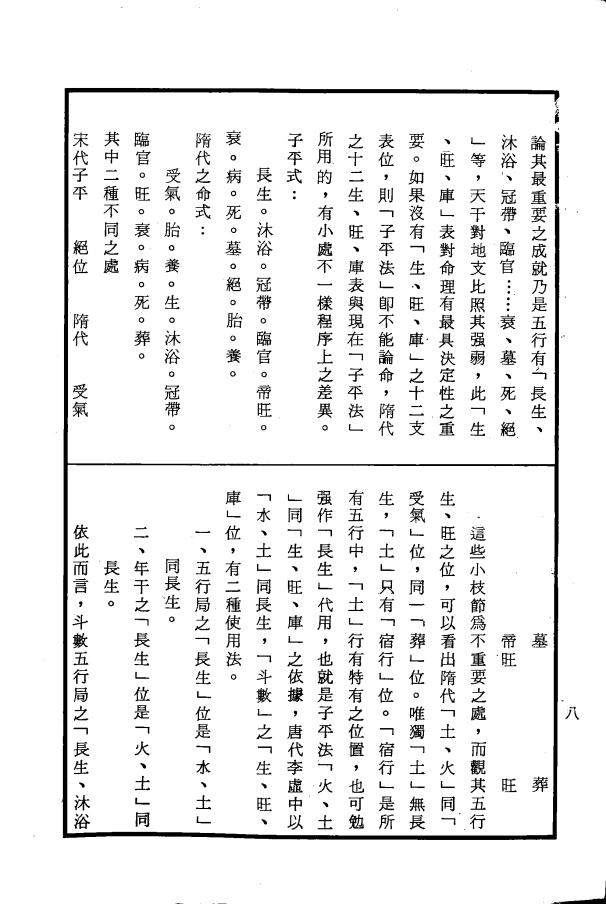 論其最重要之成就乃是五行有「長生、
沐浴、冠帶、臨官……衰、墓、死、絕
」等,天干對地支比照其强弱,此「生
、旺、庫」表對命理有最具決定性之重
要。如果沒有「生、旺、庫」之十二支
表位,則「子平法」卽不能論命,隋代
之十二生、旺、庫表與現在「子平法」
所用的,有小處不一樣程序上之差異。
子平式:
長生。沐浴。冠帶。臨官。帝旺。
衰。病。死。墓。絕。胎。養。
隋代之命式:
受氣。胎。養。生。沐浴。冠帶。
臨官。旺。衰。病。死。葬。
其中二種不同之處
宋代子平 絕位 隋代 受氣
墓 葬
帝旺 旺
這些小枝節爲不重要之處,而觀其五行
生、旺之位,可以看出隋代「土、火」同「
受氣」位,同一「葬」位。唯獨「土」無長
生,「土」只有「宿行」位。「宿行」是所
有五行中,「土」行有特有之位置,也可勉
强作「長生」代用,也就是子平法「火、土
」同「生、旺、庫」之依據,唐代李虛中以
「水、土」同長生,「斗數」之「生、旺、
庫」位,有二種使用法。
一、五行局之「長生」位是「水、土」
同長生。
二、年干之「長生」位是「火、土」同
長生。
依此而言,斗數五行局之「長生、沐浴
八